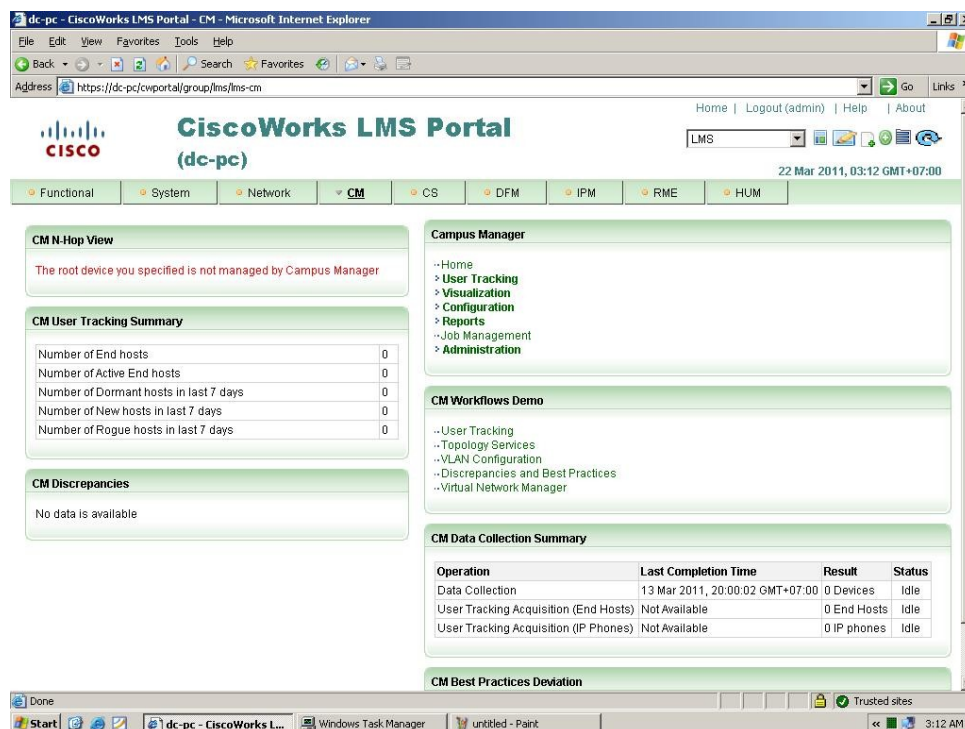 dc-pc - CiscoWorks LMS Portal - CM - Microsoft Internet Explorer
File Edit View Favorites Tools Help
Back Search Favorites
Address https://dc-pc/cwportal/group/lms/lms-cm Go Links
Home | Logout (admin) | Help | About
CISCO
CiscoWorks LMS Portal
(dc-pc)
LMS
22 Mar 2011, 03:12 GMT+07:00
Functional System Network CM CS DFM IPM RME HUM
CM N-Hop View
The root device you specified is not managed by Campus Manager
CM User Tracking Summary
Number of End hosts 0
Number of Active End hosts 0
Number of Dormant hosts in last 7 days 0
Number of New hosts in last 7 days 0
Number of Rogue hosts in last 7 days 0
CM Discrepancies
No data is available
Campus Manager
Home
User Tracking
Visualization
Configuration
Reports
Job Management
Administration
CM Workflows Demo
User Tracking
Topology Services
VLAN Configuration
Discrepancies and Best Practices
Virtual Network Manager
CM Data Collection Summary
Operation Last Completion Time Result Status
Data Collection 13 Mar 2011, 20:00:02 GMT+07:00 0 Devices Idle
User Tracking Acquisition (End Hosts) Not Available 0 End Hosts Idle
User Tracking Acquisition (IP Phones) Not Available 0 IP phones Idle
CM Best Practices Deviation
Done Trusted sites
Start dc-pc - CiscoWorks L... Windows Task Manager untitled - Paint 3:12 AM